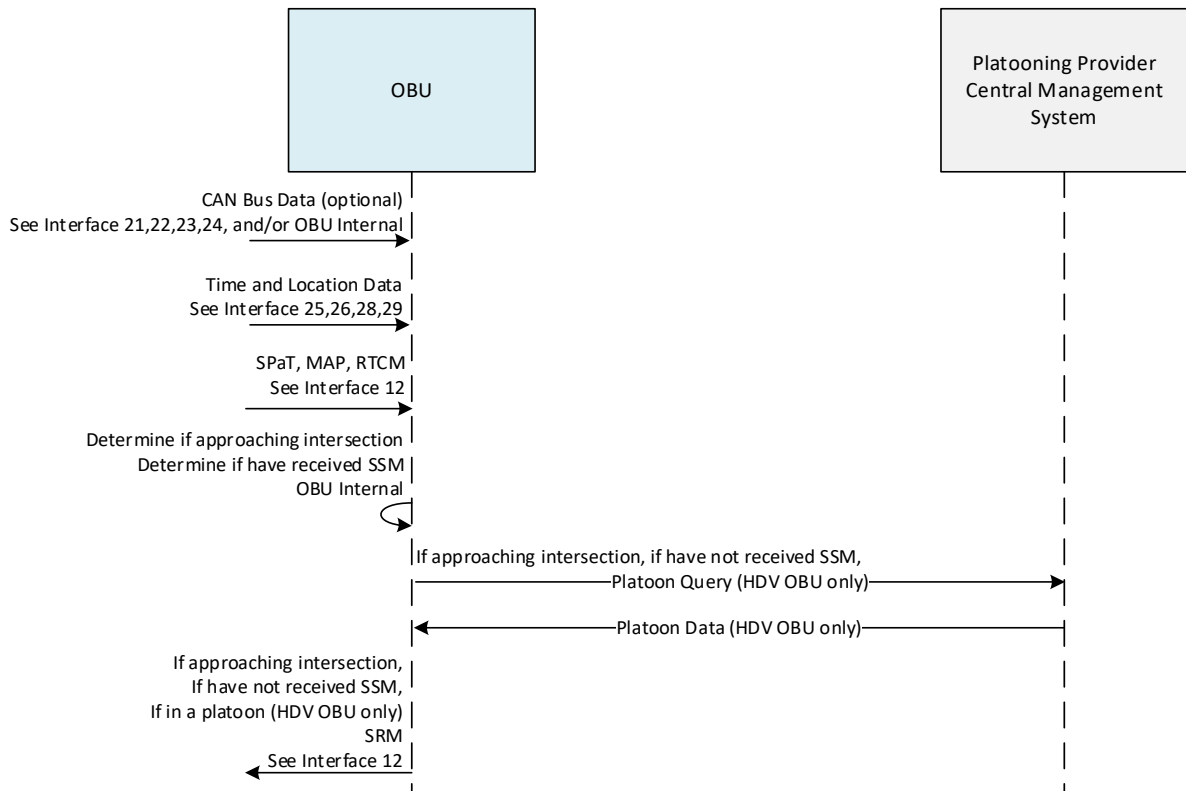 OBU
Platooning Provider
Central Management
System
CAN Bus Data (optional)
See Interface 21,22,23,24, and/or OBU Internal
Time and Location Data
See Interface 25,26,28,29
SPaT, MAP, RTCM
See Interface 12
Determine if approaching intersection
Determine if have received SSM
OBU Internal
If approaching intersection, if have not received SSM,
Platoon Query (HDV OBU only)
Platoon Data (HDV OBU only)
If approaching intersection,
If have not received SSM,
If in a platoon (HDV OBU only)
SRM
See Interface 12